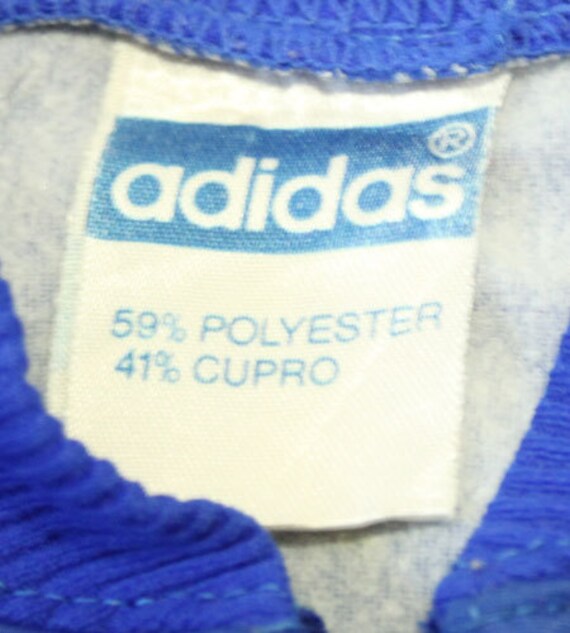 adidas®
59% POLYESTER
41% CUPRO